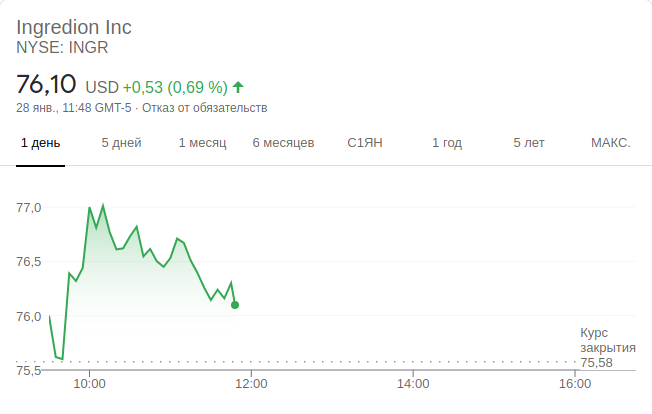 Ingredion Inc
NYSE: INGR
76,10 USD +0,53 (0,69 %)
28 янв., 11:48 GMT-5 · Отказ от обязательств
1 день 5 дней 1 месяц 6 месяцев С1ЯН 1 год 5 лет МАКС.
77,0
76,5
76,0
75,5
Курс
закрытия
75,58
10:00 12:00 14:00 16:00